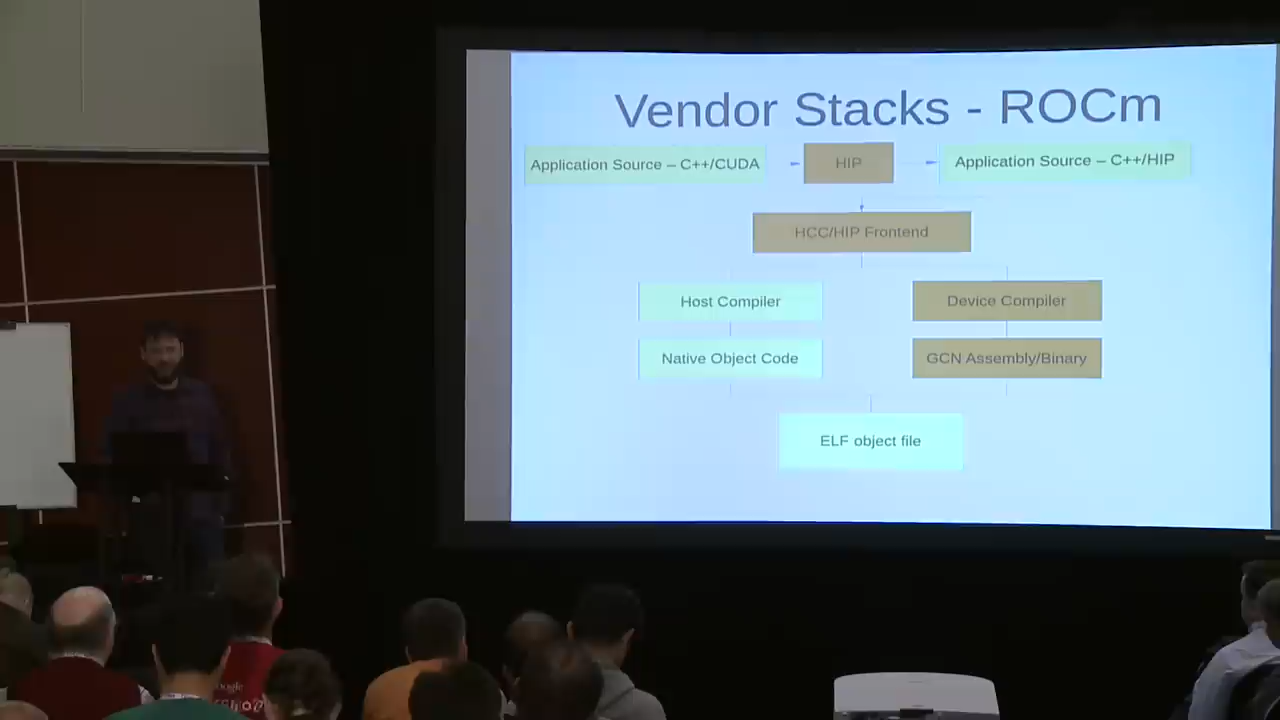 Vendor Stacks - ROCm
Application Source – C++/CUDA
HIP
Application Source – C++/HIP
HCC/HIP Frontend
Host Compiler
Device Compiler
Native Object Code
GCN Assembly/Binary
ELF object file